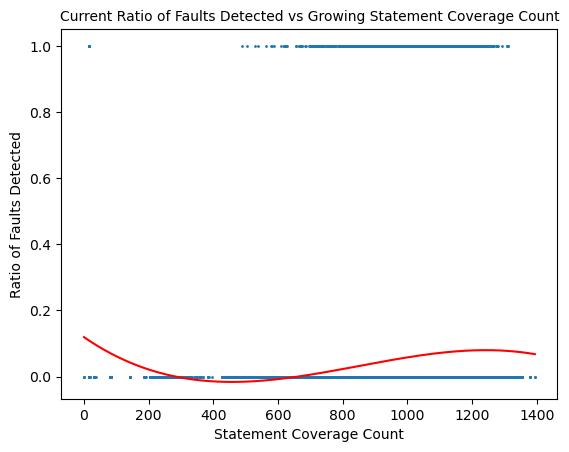 Current Ratio of Faults Detected vs Growing Statement Coverage Count
Ratio of Faults Detected
1.0
0.8
0.6
0.4
0.2
0.0
0 200 400 600 800 1000 1200 1400
Statement Coverage Count